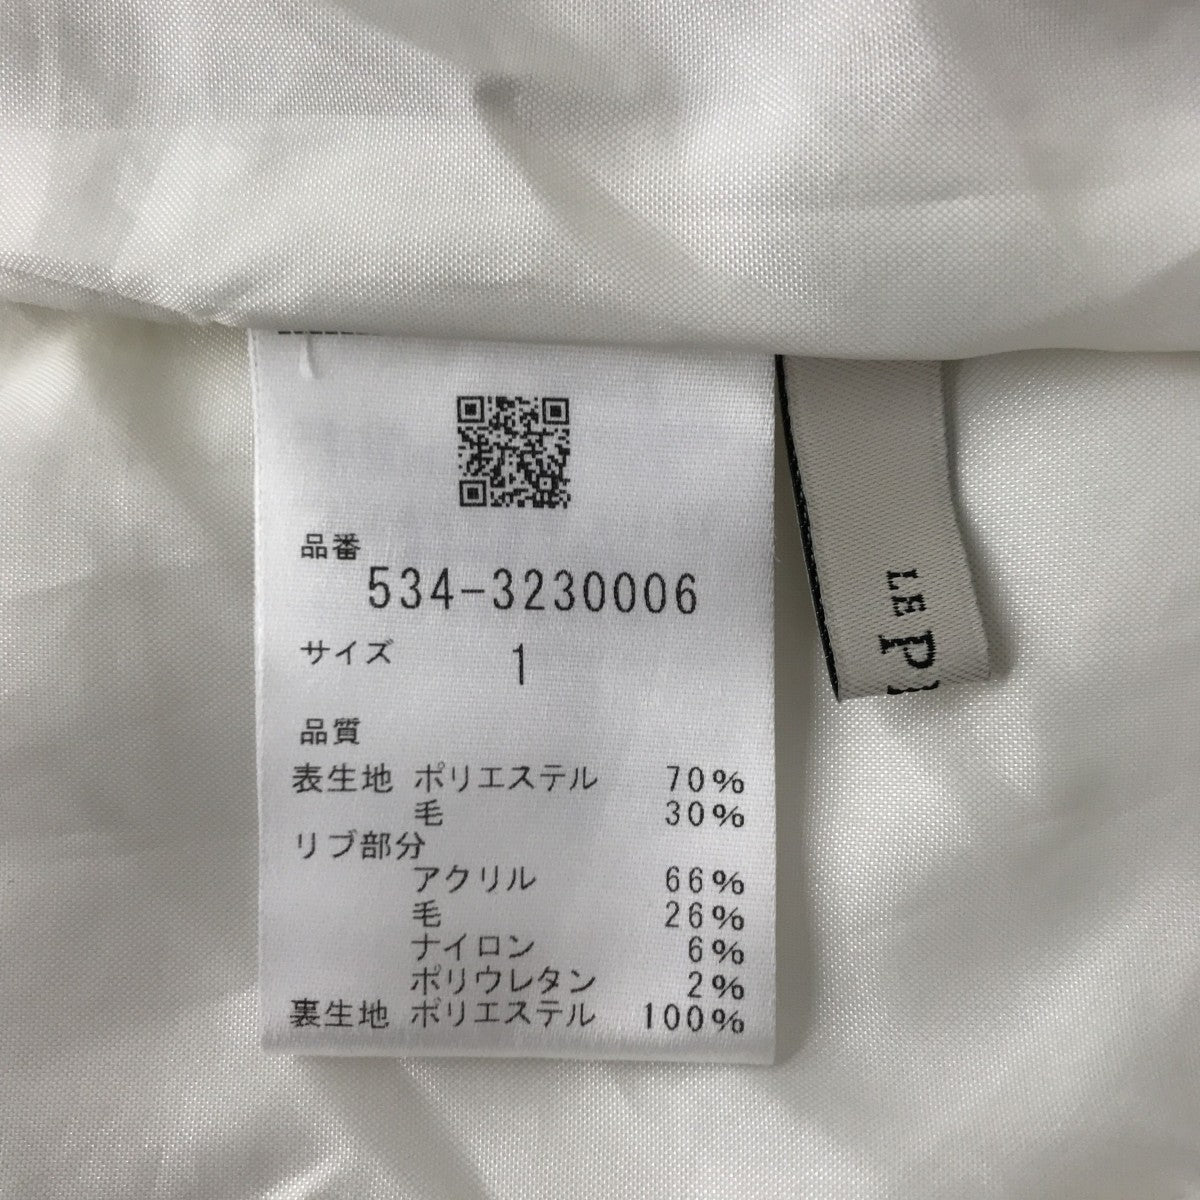 品番
534-3230006
サイズ 1
品質
表生地 ポリエステル 70%
毛 30%
リブ部分
アクリル 66%
毛 26%
ナイロン 6%
ポリウレタン 2%
裏生地 ポリエステル 100%
LE